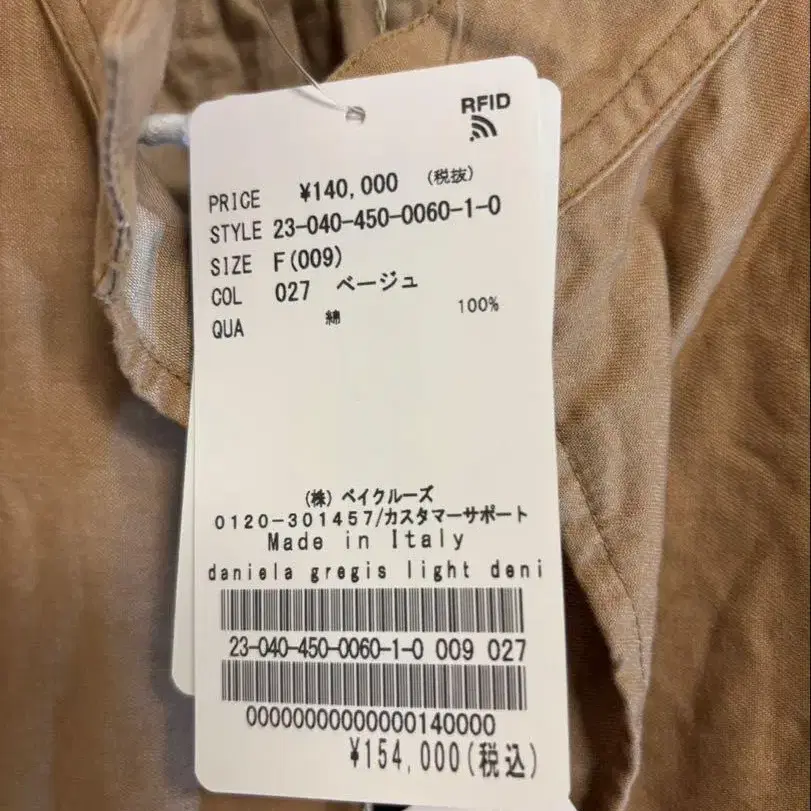 RFID
PRICE ¥140,000 (税抜)
STYLE 23-040-450-0060-1-0
SIZE F(009)
COL 027 ベージュ
QUA 綿 100%
(株) ベイクルーズ
0120-301457/カスタマーサポート
Made in Italy
daniela gregis light deni
23-040-450-0060-1-0 009 027
00000000000000140000
¥154,000(税込)